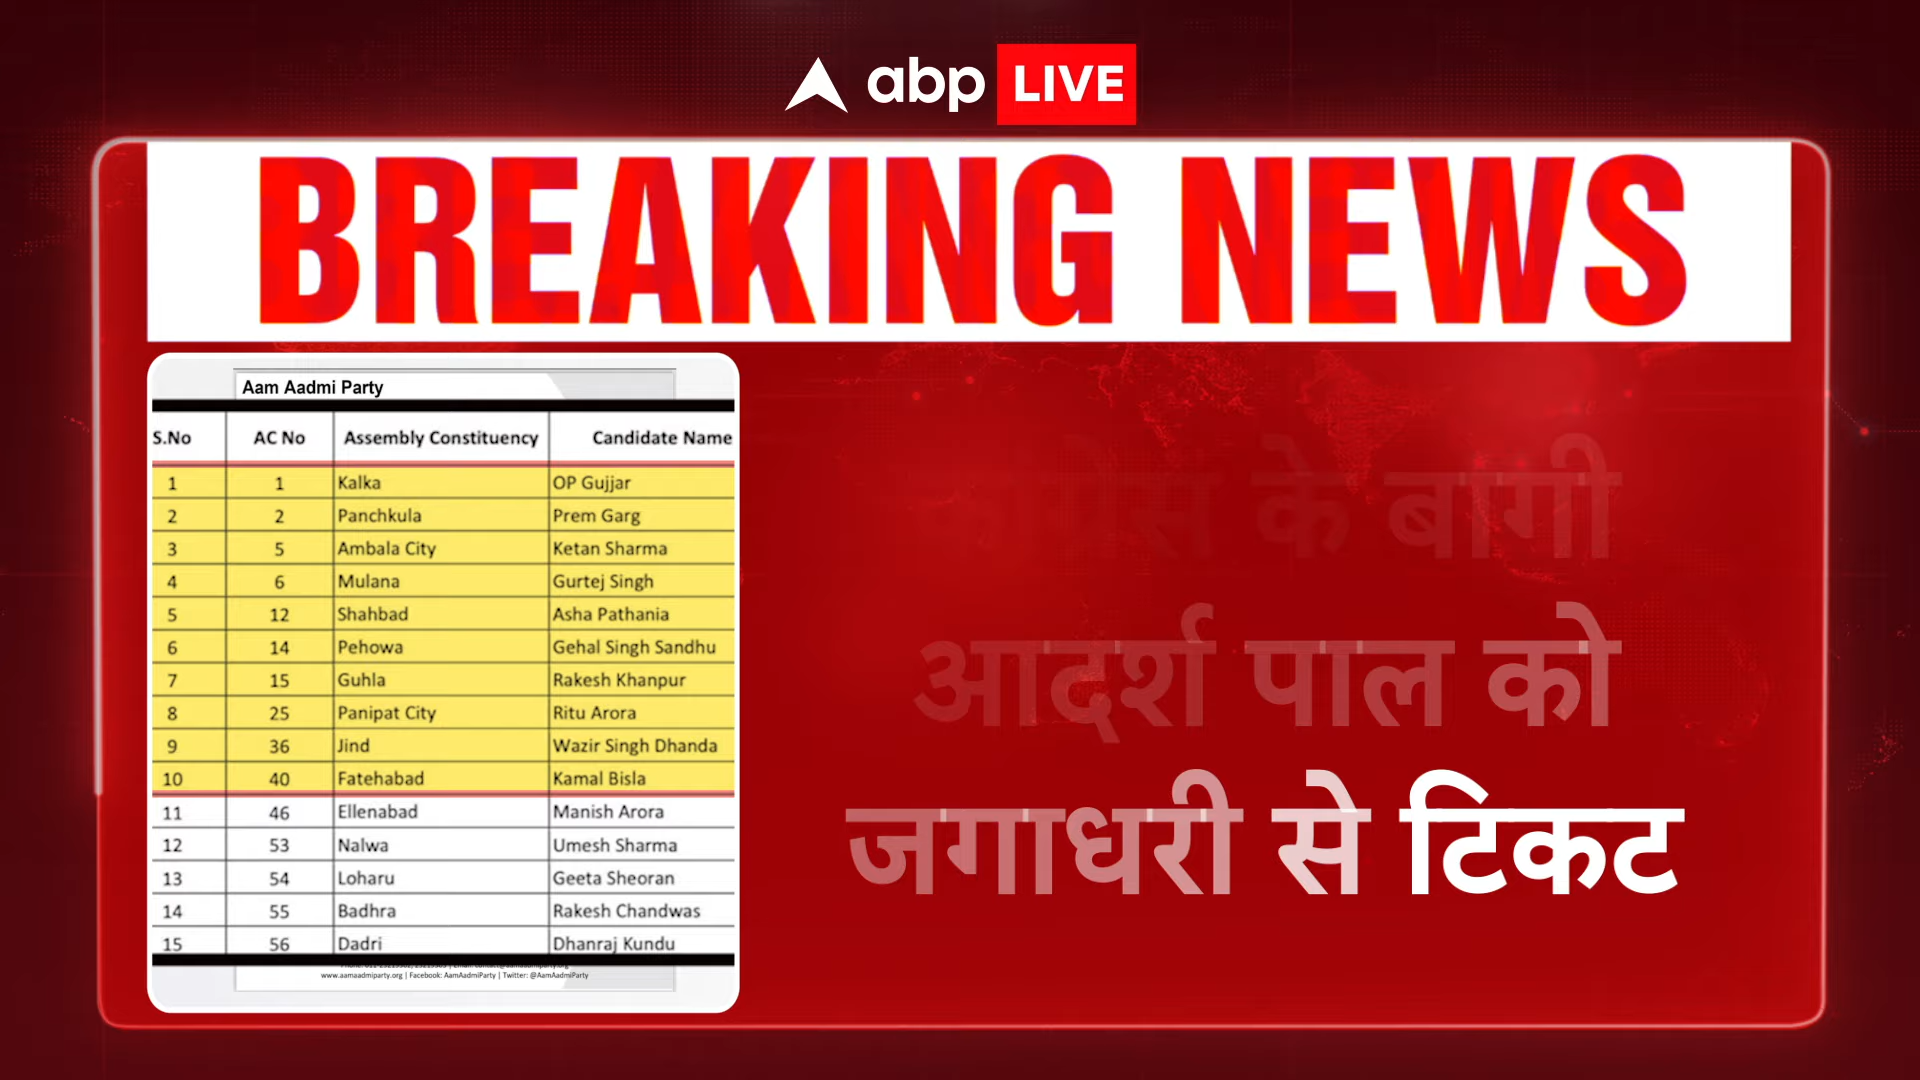 abp LIVE
BREAKING NEWS
Aam Aadmi Party
S.No AC No Assembly Constituency Candidate Name
1 1 Kalka OP Gujjar
2 2 Panchkula Prem Garg
3 5 Ambala City Ketan Sharma
4 6 Mulana Gurtej Singh
5 12 Shahbad Asha Pathania
6 14 Pehowa Gehal Singh Sandhu
7 15 Guhla Rakesh Khanpur
8 25 Panipat City Ritu Arora
9 36 Jind Wazir Singh Dhanda
10 40 Fatehabad Kamal Bisla
11 46 Ellenabad Manish Arora
12 53 Nalwa Umesh Sharma
13 54 Loharu Geeta Sheoran
14 55 Badhra Rakesh Chandwas
15 56 Dadri Dhanraj Kundu
www.aamaadmiparty.org | Facebook: AamAadmiParty | Twitter: @AamAadmiParty
के बागी
आदर्श पाल को
जगाधरी से टिकट